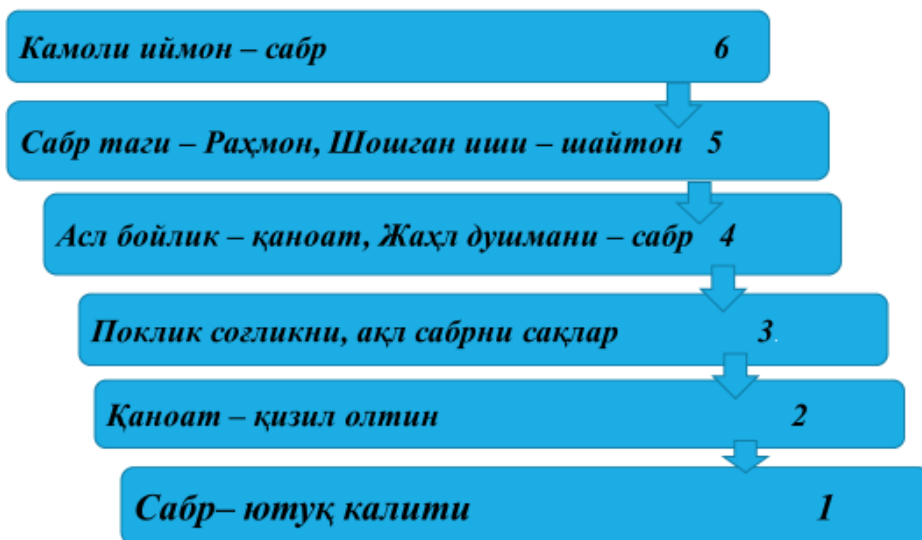 Камоли иймон – сабр 6
Сабр таги – Раҳмон, Шошган иши – шайтон 5
Асл бойлик – қаноат, Жаҳл душмани – сабр 4
Поклик соғликни, ақл сабрни сақлар 3.
Қаноат – қизил олтин 2
Сабр– ютуқ калити 1